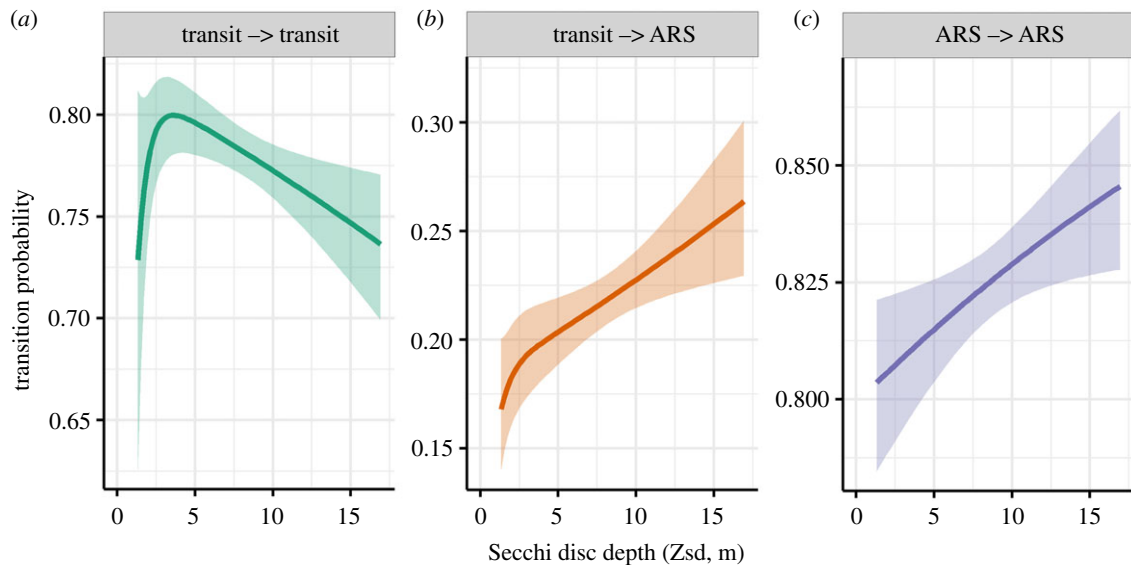 (a)
transit –> transit
(b)
transit –> ARS
(c)
ARS –> ARS
transition probability
0.80
0.75
0.70
0.65
0.30
0.25
0.20
0.15
0.850
0.825
0.800
0 5 10 15
0 5 10 15
0 5 10 15
Secchi disc depth (Zsd, m)